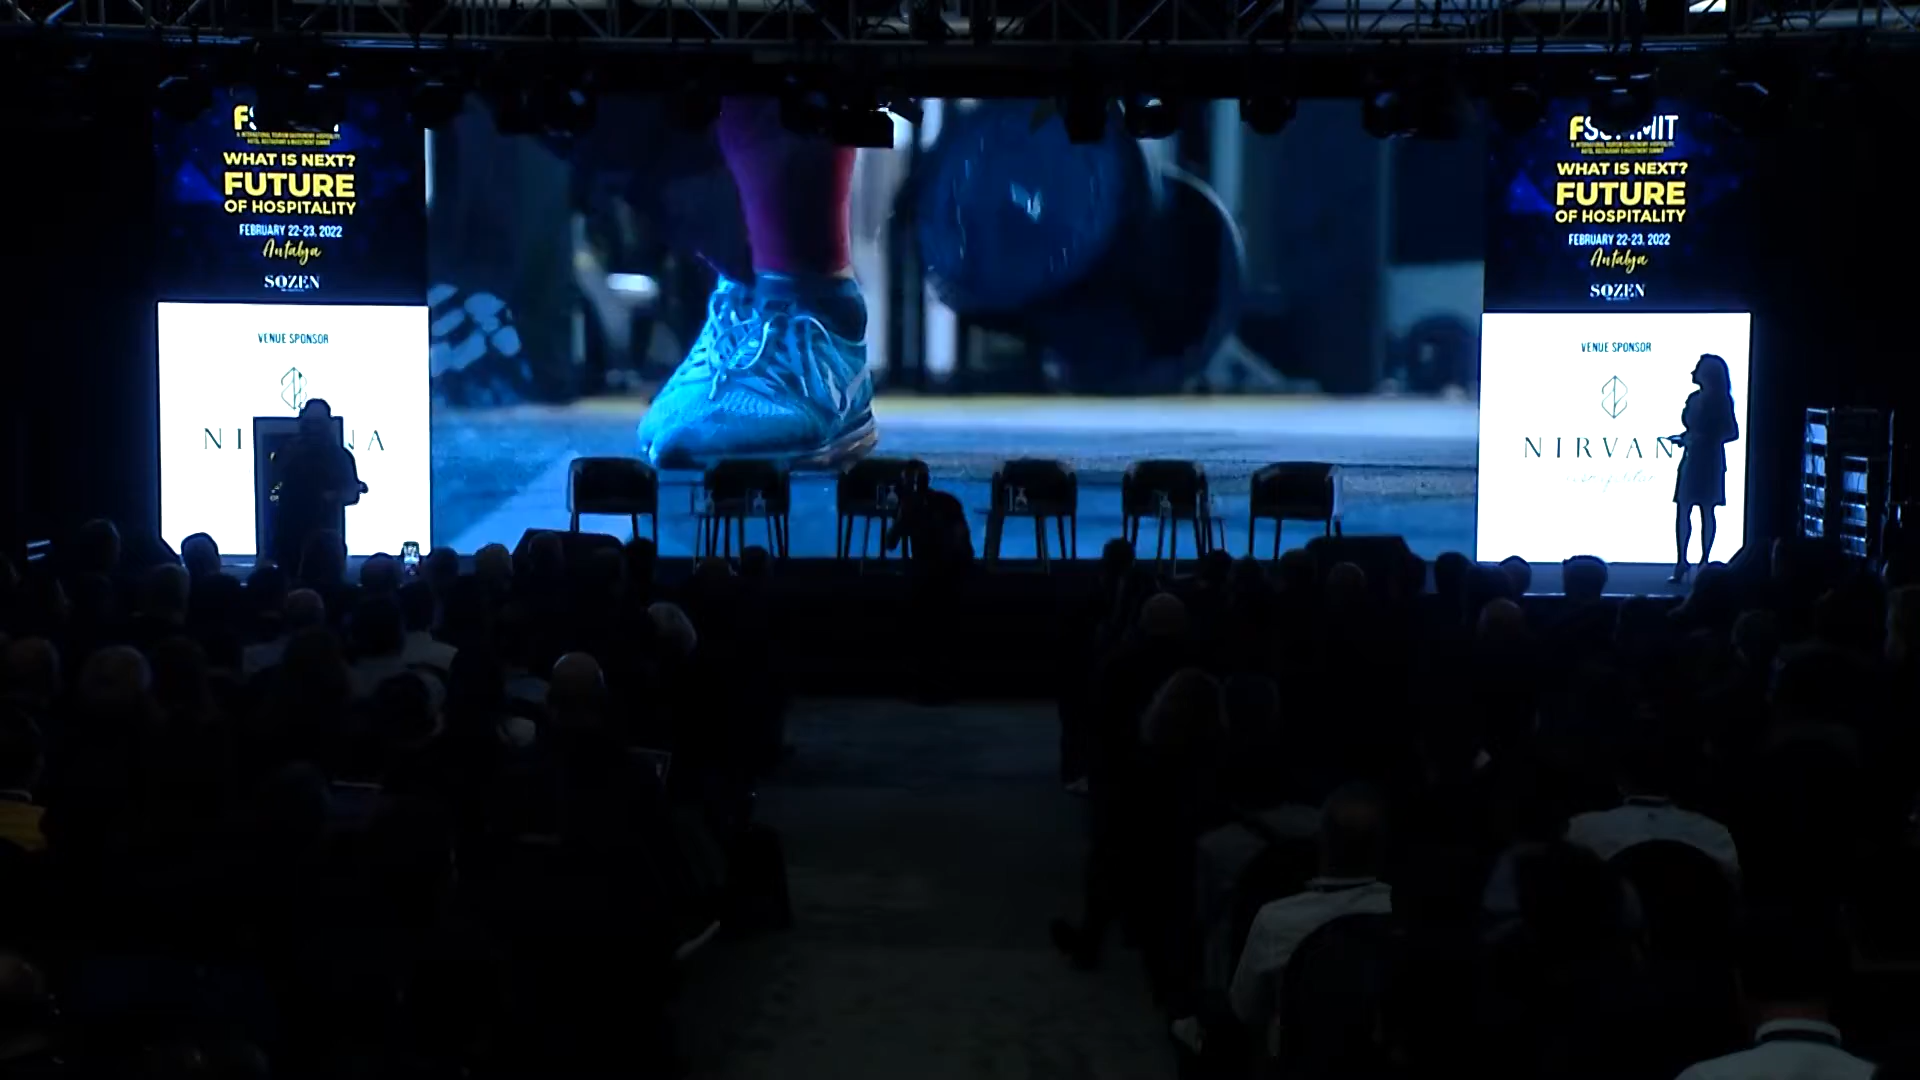 WHAT IS NEXT?
FUTURE
OF HOSPITALITY
FEBRUARY 22-23, 2022
Antalya
SOZEN
VENUE SPONSOR
FSUMMIT
WHAT IS NEXT?
FUTURE
OF HOSPITALITY
FEBRUARY 22-23, 2022
Antalya
SOZEN
VENUE SPONSOR
NIRVAN